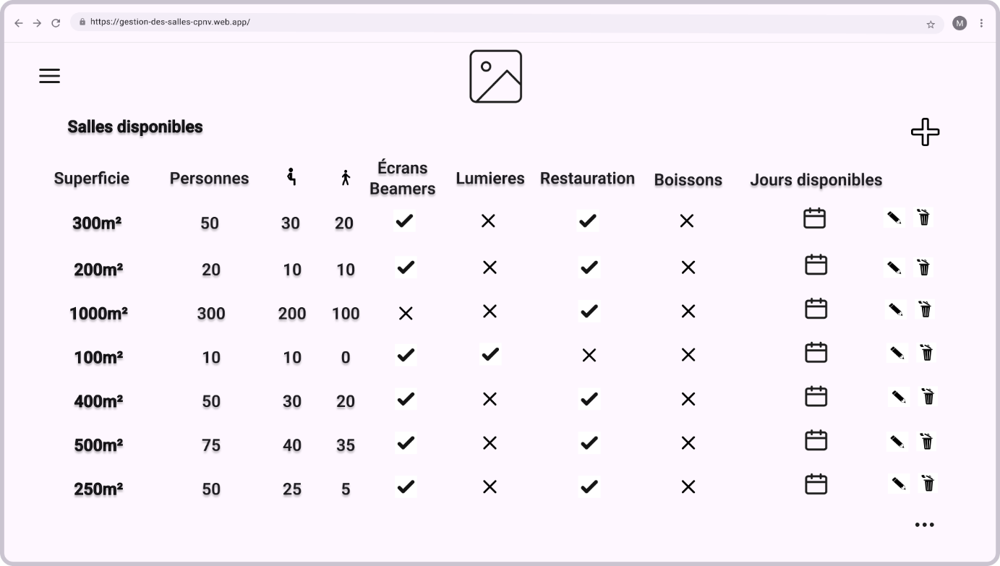 https://gestion-des-salles-cpnv.web.app/
M
Salles disponibles
Superficie Personnes Écrans Beamers Lumieres Restauration Boissons Jours disponibles
300m² 50 30 20
200m² 20 10 10
1000m² 300 200 100
100m² 10 10 0
400m² 50 30 20
500m² 75 40 35
250m² 50 25 5